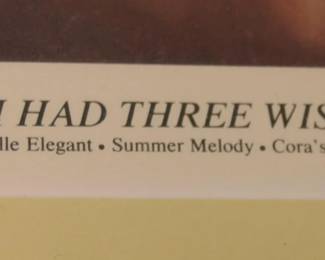 I HAD THREE WIS
lle Elegant • Summer Melody • Cora's